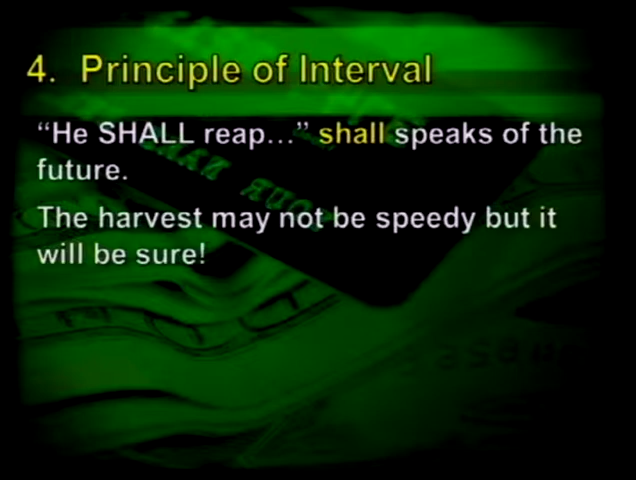 4. Principle of Interval
“He SHALL reap...” shall speaks of the
future.
The harvest may not be speedy but it
will be sure!